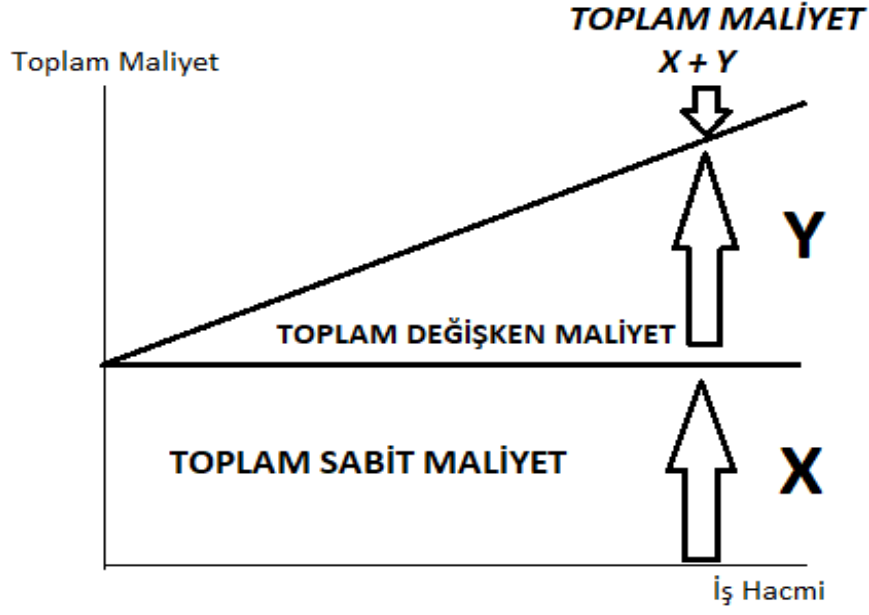 TOPLAM MALİYET
X + Y
Toplam Maliyet
Y
TOPLAM DEĞİŞKEN MALİYET
TOPLAM SABİT MALİYET
X
İş Hacmi